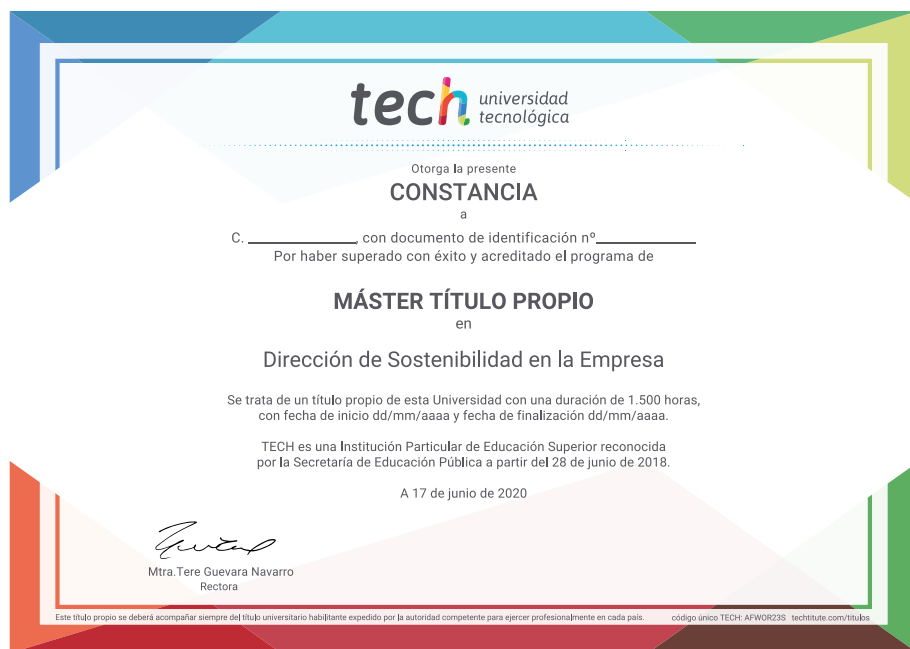 tech universidad
tecnológica
Otorga la presente
CONSTANCIA
a
C. ____________, con documento de identificación nº___________
Por haber superado con éxito y acreditado el programa de
MÁSTER TÍTULO PROPIO
en
Dirección de Sostenibilidad en la Empresa
Se trata de un título propio de esta Universidad con una duración de 1.500 horas,
con fecha de inicio dd/mm/aaaa y fecha de finalización dd/mm/aaaa.
TECH es una Institución Particular de Educación Superior reconocida
por la Secretaría de Educación Pública a partir del 28 de junio de 2018.
A 17 de junio de 2020
Mtra.Tere Guevara Navarro
Rectora
Este título propio se deberá acompañar siempre del título universitario habilitante expedido por la autoridad competente para ejercer profesionalmente en cada país. código único TECH: AFWOR23S techtitute.com/titulos